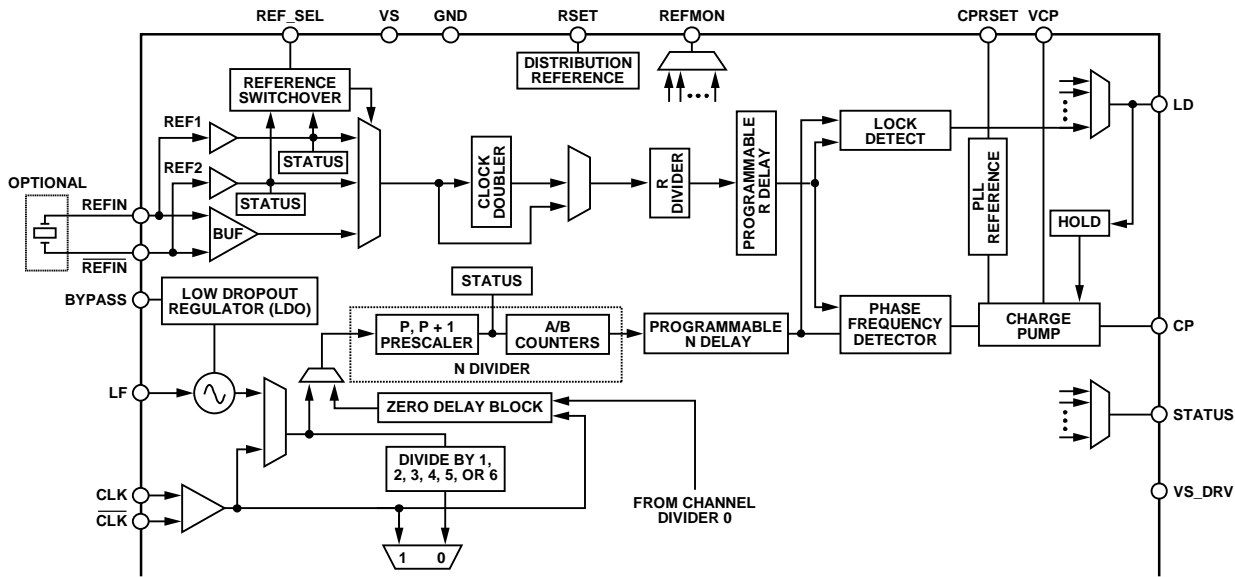 REF_SEL
VS
GND
RSET
REFMON
CPRSET
VCP
DISTRIBUTION
REFERENCE
REFERENCE
SWITCHOVER
LD
REF1
LOCK
DETECT
STATUS
OPTIONAL
REF2
CLOCK
DOUBLER
R
DIVIDER
PROGRAMMABLE
R DELAY
PLL
REFERENCE
STATUS
REFIN
BUF
HOLD
REFIN
BYPASS
LOW DROPOUT
REGULATOR (LDO)
STATUS
P, P + 1
PRESCALER
A/B
COUNTERS
PROGRAMMABLE
N DELAY
PHASE
FREQUENCY
DETECTOR
CHARGE
PUMP
CP
N DIVIDER
LF
ZERO DELAY BLOCK
STATUS
DIVIDE BY 1,
2, 3, 4, 5, OR 6
CLK
CLK
FROM CHANNEL
DIVIDER 0
VS_DRV
1 0